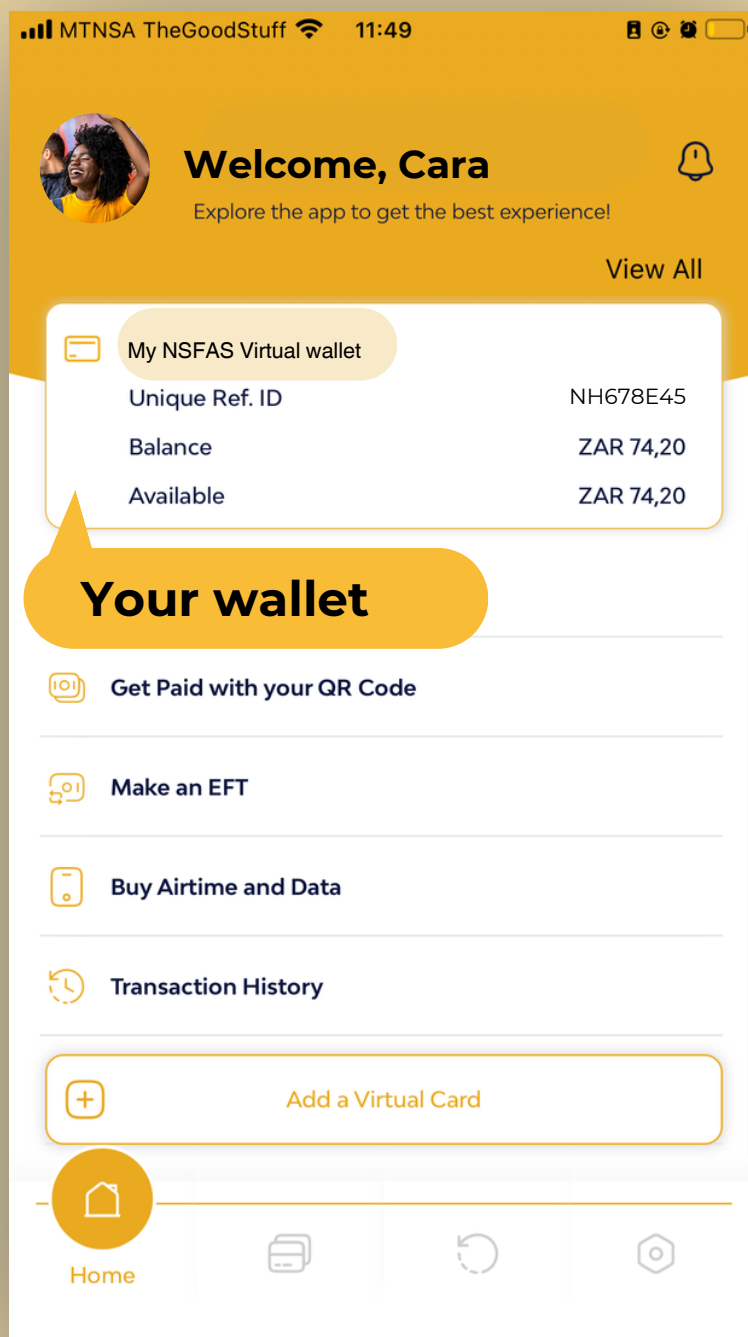 MTNSA TheGoodStuff 11:49
Welcome, Cara
Explore the app to get the best experience!
View All
My NSFAS Virtual wallet
Unique Ref. ID NH678E45
Balance ZAR 74,20
Available ZAR 74,20
Your wallet
Get Paid with your QR Code
Make an EFT
Buy Airtime and Data
Transaction History
Add a Virtual Card
Home